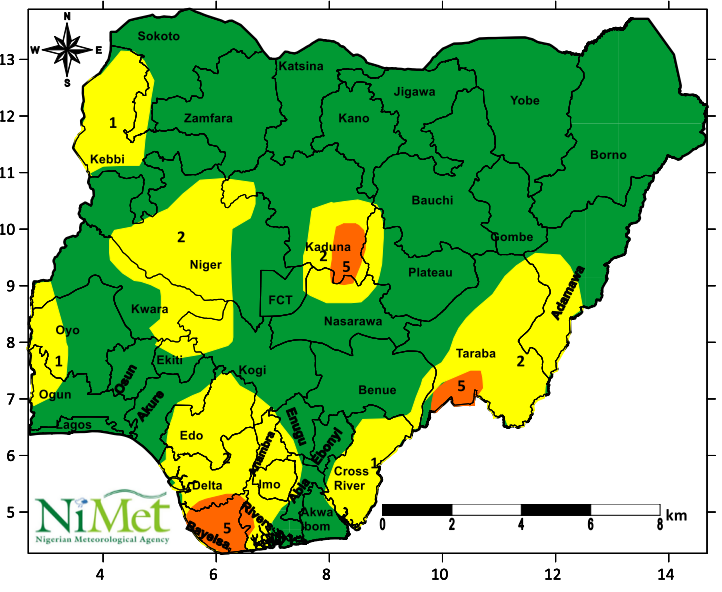 N
W E
S
Sokoto
Katsina
13
Jigawa
Yobe
12
Zamfara
Kano
1
Borno
Kebbi
11
Bauchi
10
2
Gombe
Kaduna
2
5
Niger
Plateau
9
FCT
Adamawa
Kwara
Nasarawa
Oyo
8
Taraba
1
Ekiti
2
Kogi
Osun
5
Benue
Ogun
7
Akure
Lagos
Enugu
Edo
Ebonyi
Anambra
2
1
6
Cross
River
Delta
Imo
Abia
NiMet
Nigerian Meteorological Agency
5
Rivers
Akwa
Ibom
3
5
Bayelsa
0 2 4 6 8 km
4 6 8 10 12 14